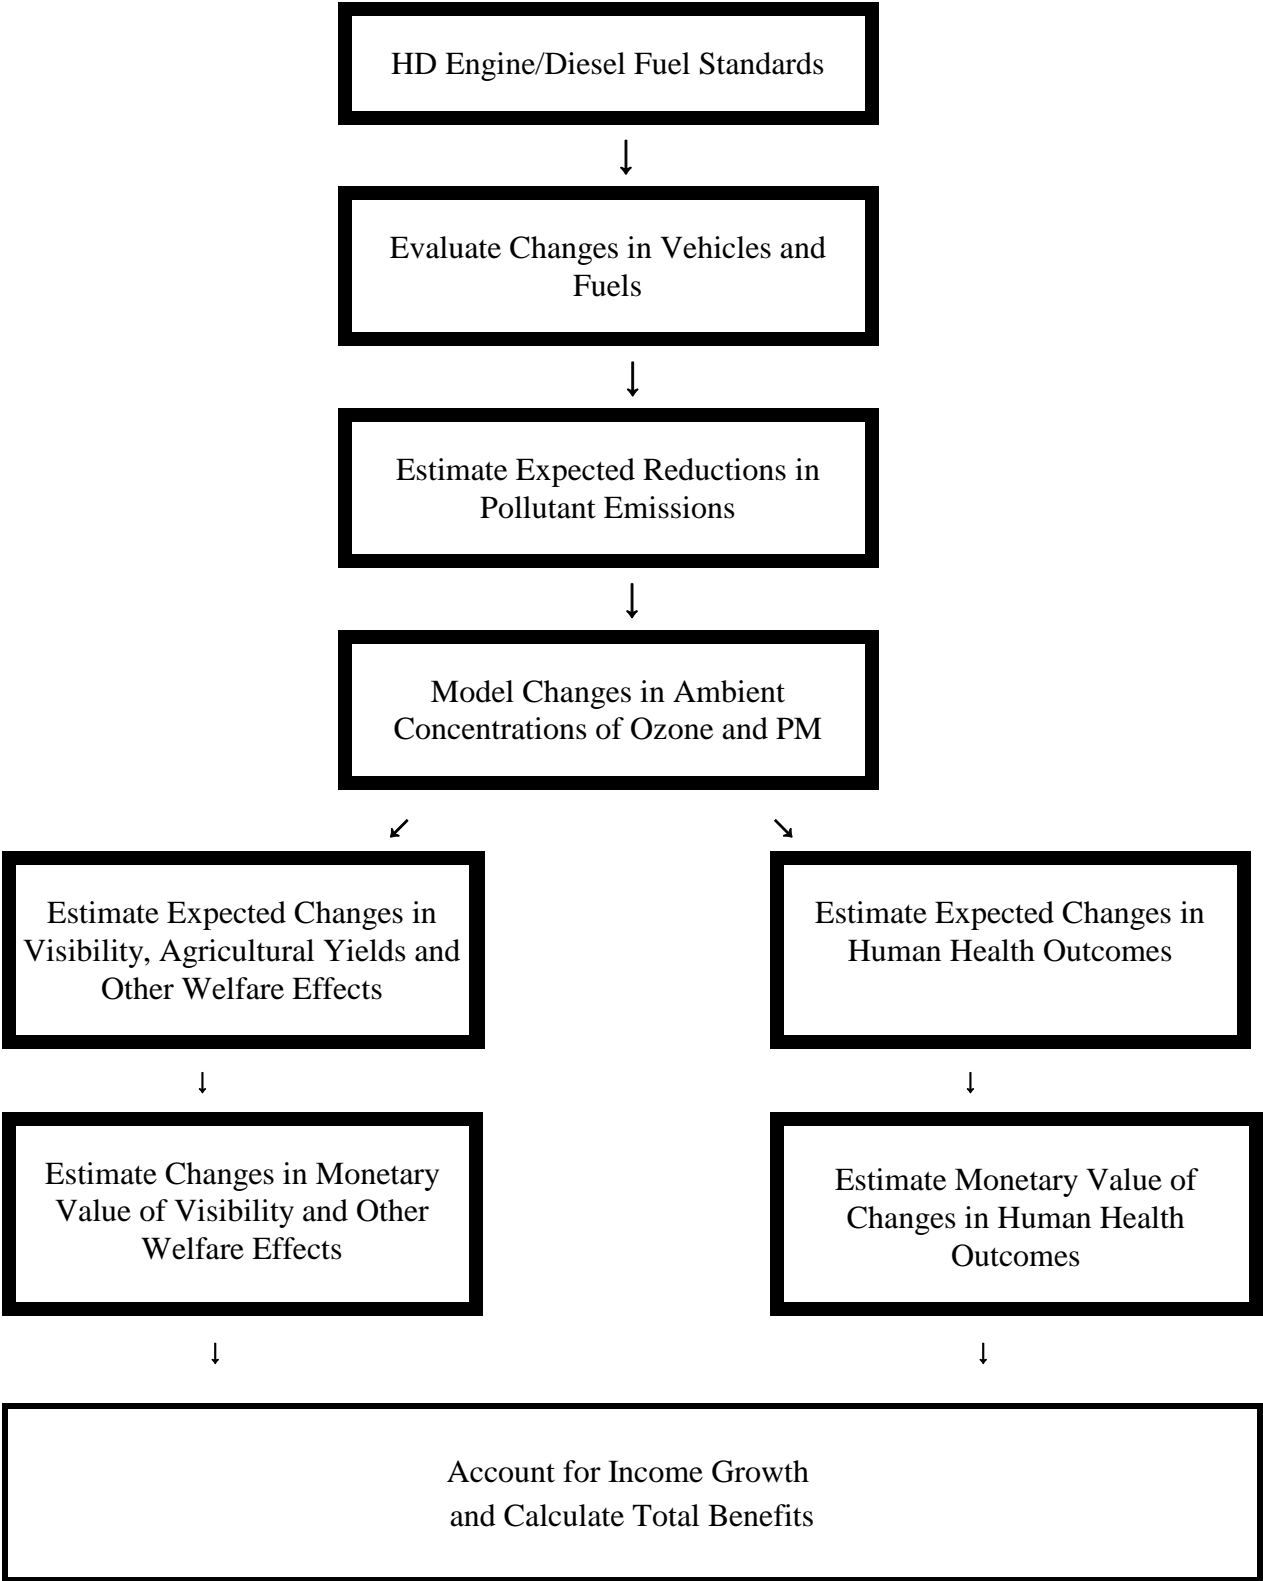 HD Engine/Diesel Fuel Standards
Evaluate Changes in Vehicles and
Fuels
Estimate Expected Reductions in
Pollutant Emissions
Model Changes in Ambient
Concentrations of Ozone and PM
Estimate Expected Changes in
Visibility, Agricultural Yields and
Other Welfare Effects
Estimate Expected Changes in
Human Health Outcomes
Estimate Changes in Monetary
Value of Visibility and Other
Welfare Effects
Estimate Monetary Value of
Changes in Human Health
Outcomes
Account for Income Growth
and Calculate Total Benefits